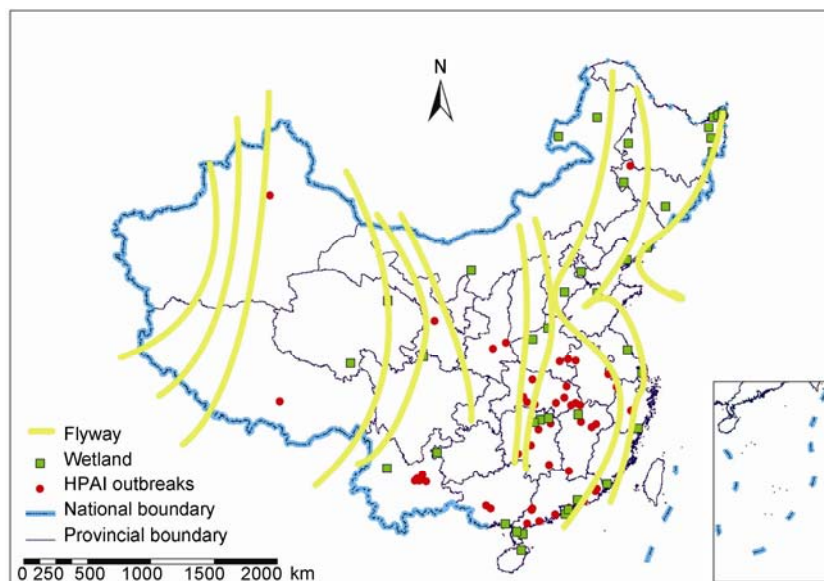 N
Flyway
Wetland
HPAI outbreaks
National boundary
Provincial boundary
0 250 500 1000 1500 2000 km